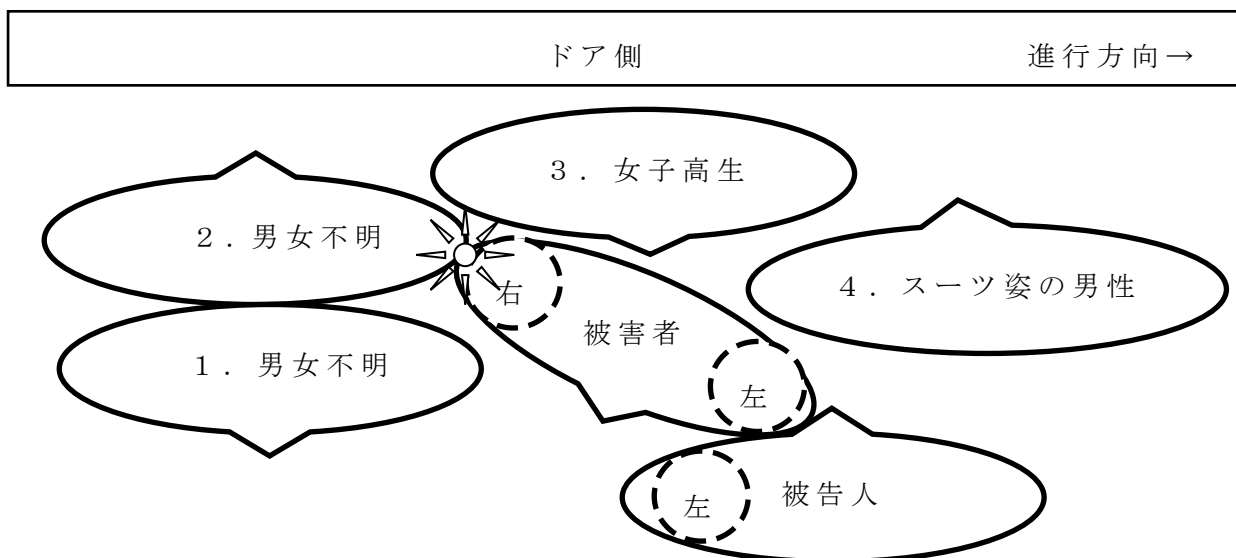 ドア側 進行方向→
3．女子高生
2．男女不明
4．スーツ姿の男性
右
被害者
1．男女不明
左
左 被告人